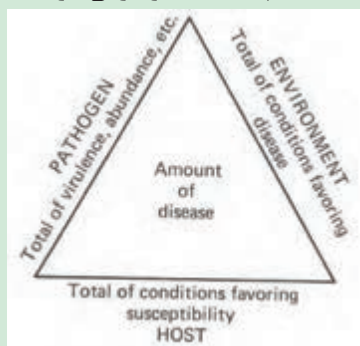 PATHOGEN
Total of virulence, abundance, etc.
ENVIRONMENT
Total of conditions favoring
disease
Amount
of
disease
Total of conditions favoring
susceptibility
HOST